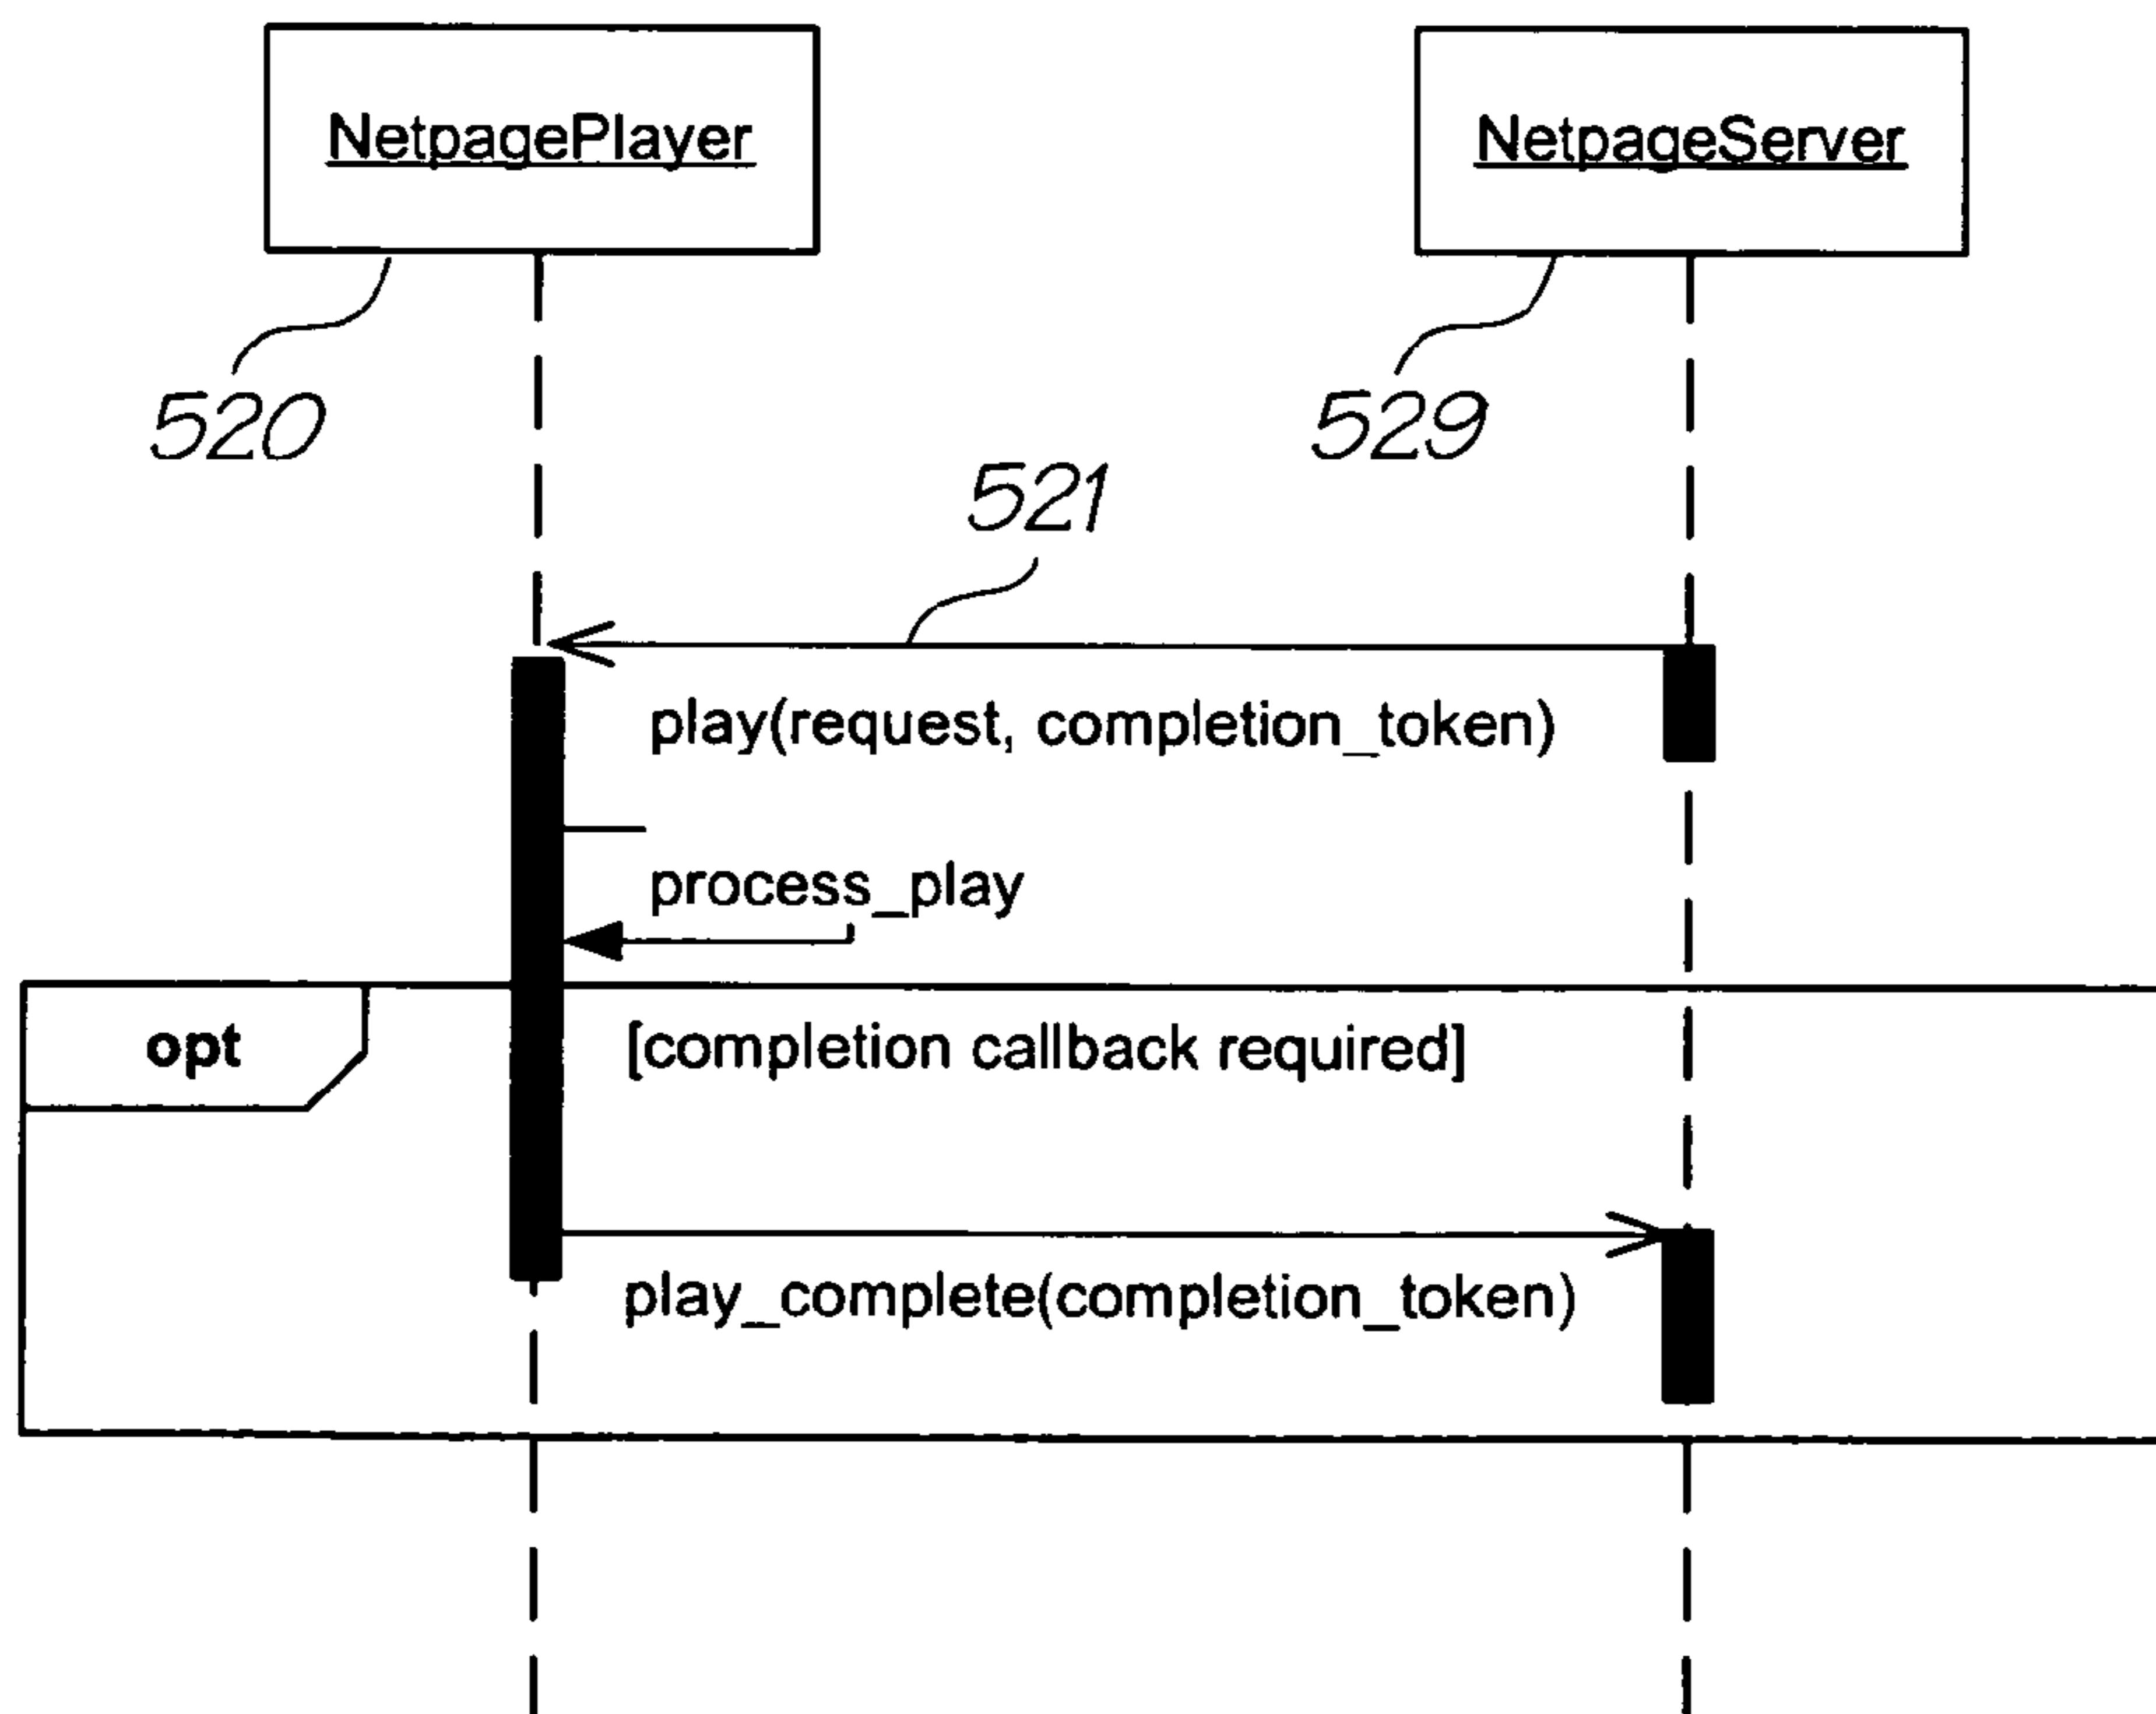 NetpagePlayer
NetpageServer
520
529
521
play(request, completion_token)
process_play
opt
[completion callback required]
play_complete(completion_token)